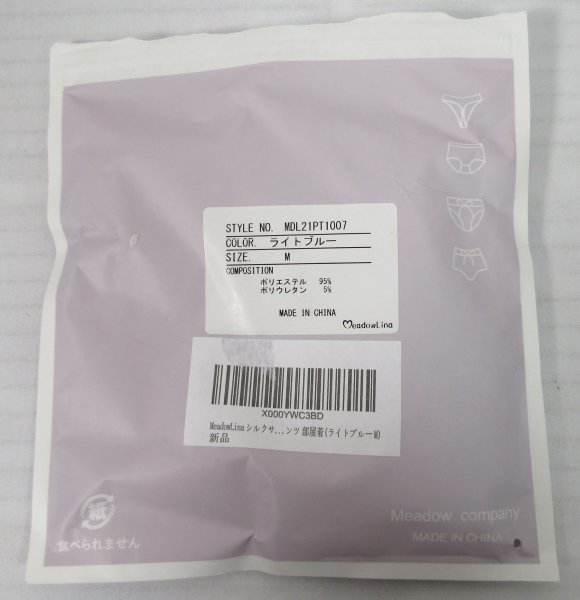 STYLE NO. MDL21PT1007
COLOR. ライトブルー
SIZE. M
COMPOSITION
ポリエステル 95%
ポリウレタン 5%
MADE IN CHINA
MeadowLina
X000YWC3BD
MeadowLina シルクサ...ンツ 部屋着(ライトブルー M)
新品
紙
食べられません
Meadow company
MADE IN CHINA